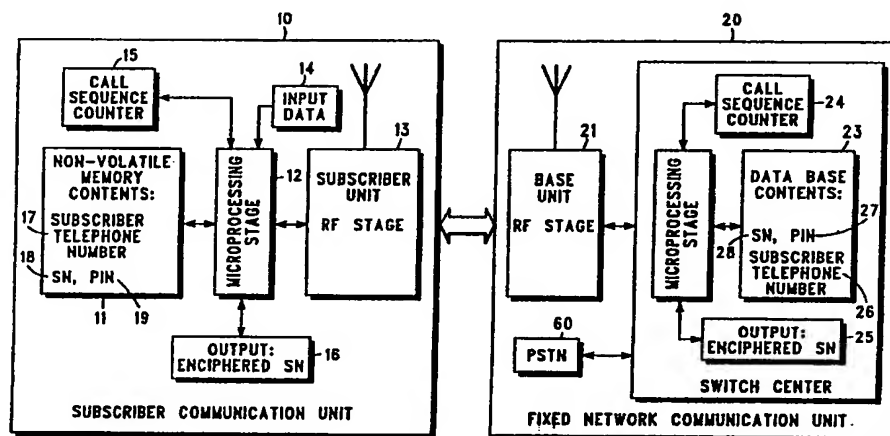 10
15
CALL
SEQUENCE
COUNTER
14
INPUT
DATA
13
12
NON-VOLATILE
MEMORY
CONTENTS:
17
SUBSCRIBER
TELEPHONE
NUMBER
18
SN, PIN
11
19
MICROPROCESSING
STAGE
SUBSCRIBER
UNIT
RF STAGE
OUTPUT:
ENCIPHERED SN
16
SUBSCRIBER COMMUNICATION UNIT
20
21
BASE
UNIT
RF STAGE
60
PSTN
CALL
SEQUENCE
COUNTER
24
23
MICROPROCESSING
STAGE
DATA BASE
CONTENTS:
27
SN, PIN
28
SUBSCRIBER
TELEPHONE
NUMBER
26
OUTPUT:
ENCIPHERED SN
25
SWITCH CENTER
FIXED NETWORK COMMUNICATION UNIT.